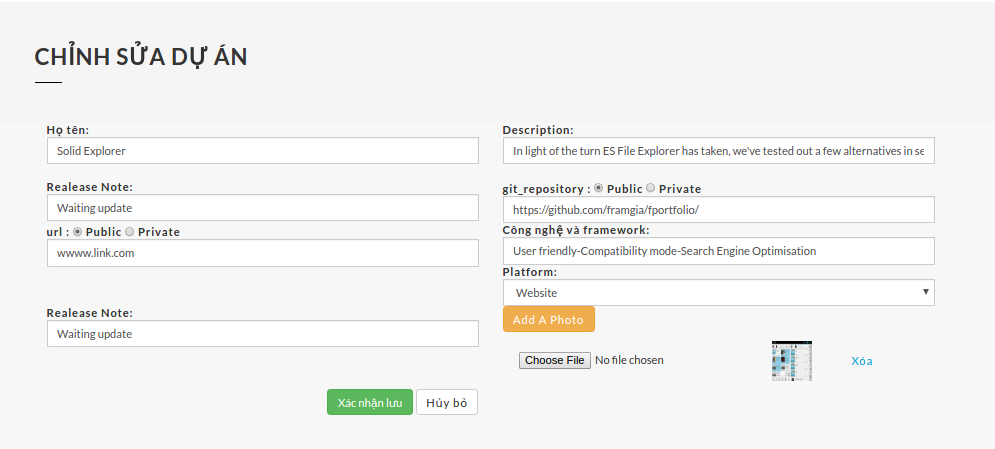 CHỈNH SỬA DỰ ÁN
Họ tên:
Solid Explorer
Description:
In light of the turn ES File Explorer has taken, we've tested out a few alternatives in se
Realease Note:
Waiting update
git_repository : Public Private
https://github.com/framgia/fportfolio/
url : Public Private
wwww.link.com
Công nghệ và framework:
User friendly-Compatibility mode-Search Engine Optimisation
Platform:
Website
Realease Note:
Waiting update
Add A Photo
Choose File No file chosen
Xóa
Xác nhận lưu
Hủy bỏ